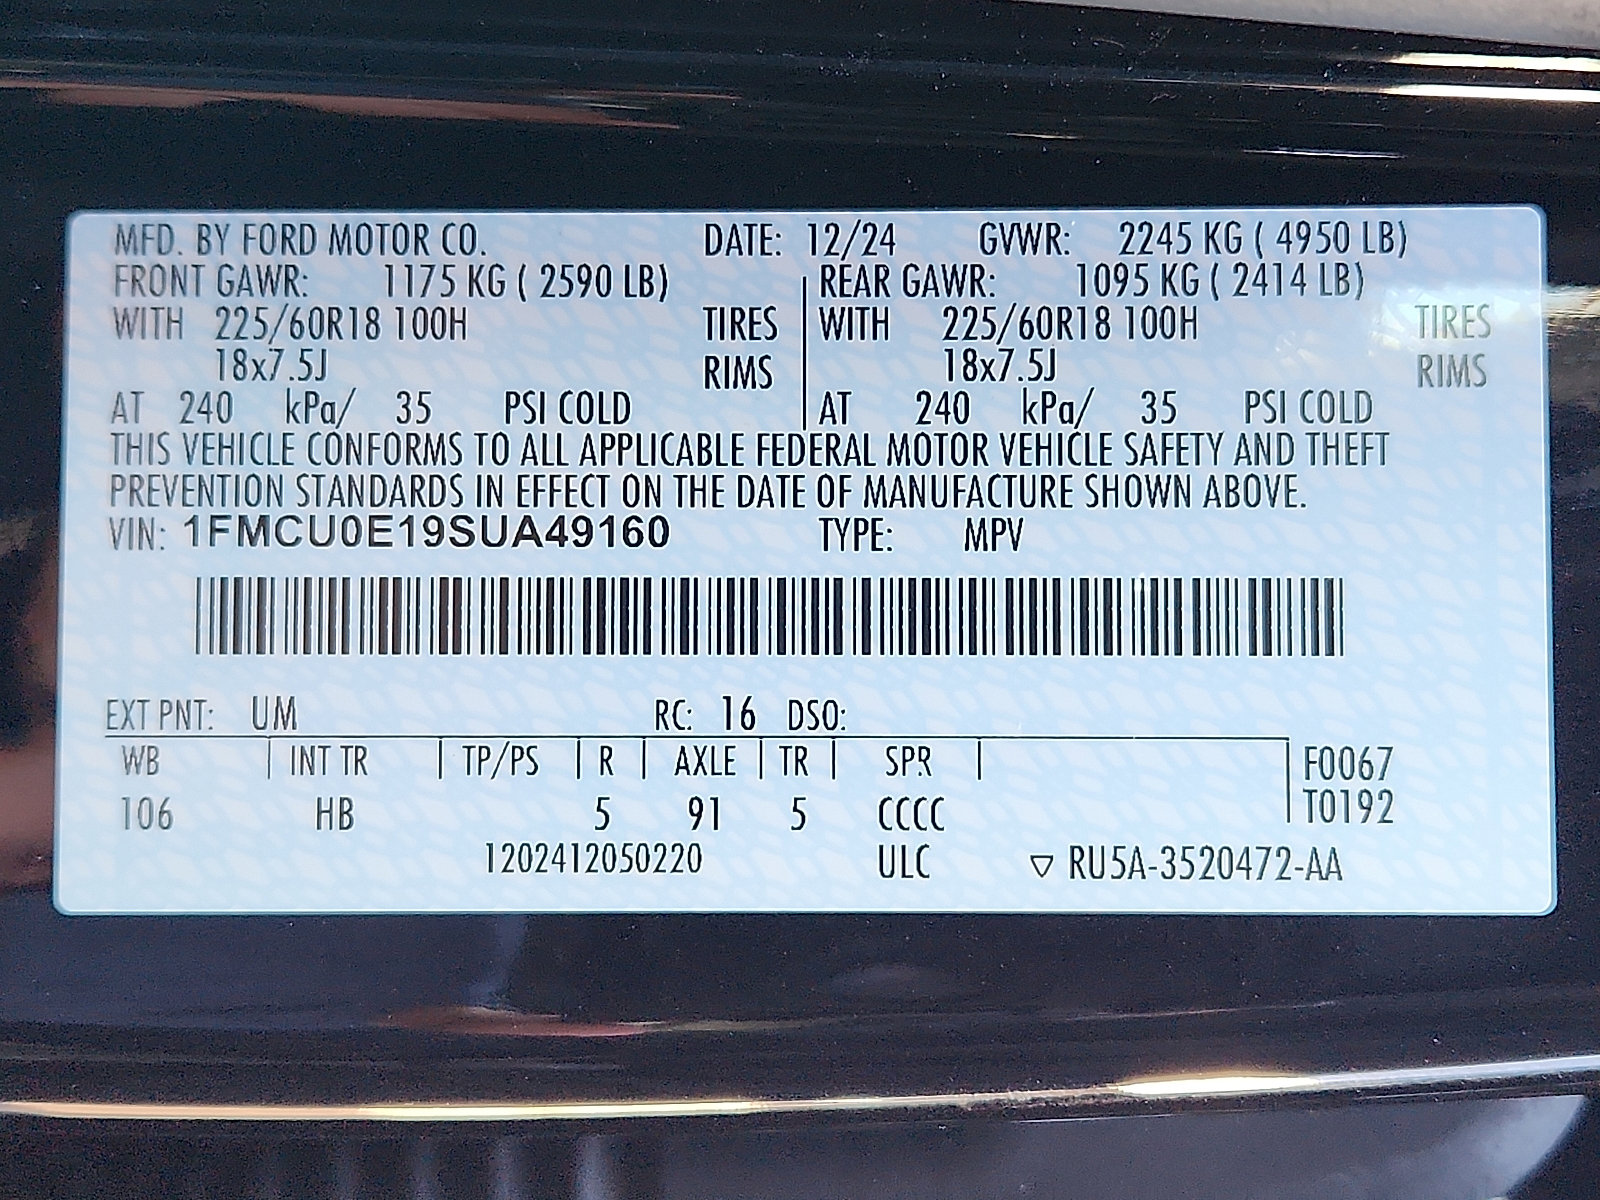 MFD. BY FORD MOTOR CO. DATE: 12/24 GVWR: 2245 KG ( 4950 LB)
FRONT GAWR: 1175 KG ( 2590 LB) REAR GAWR: 1095 KG ( 2414 LB)
WITH 225/60R18 100H TIRES WITH 225/60R18 100H TIRES
18x7.5J RIMS 18x7.5J RIMS
AT 240 kPa/ 35 PSI COLD AT 240 kPa/ 35 PSI COLD
THIS VEHICLE CONFORMS TO ALL APPLICABLE FEDERAL MOTOR VEHICLE SAFETY AND THEFT
PREVENTION STANDARDS IN EFFECT ON THE DATE OF MANUFACTURE SHOWN ABOVE.
VIN: 1FMCU0E19SUA49160 TYPE: MPV
EXT PNT: UM RC: 16 DSO:
WB INT TR TP/PS R AXLE TR SPR F0067
106 HB 5 91 5 CCCC T0192
1202412050220 ULC ▽ RU5A-3520472-AA